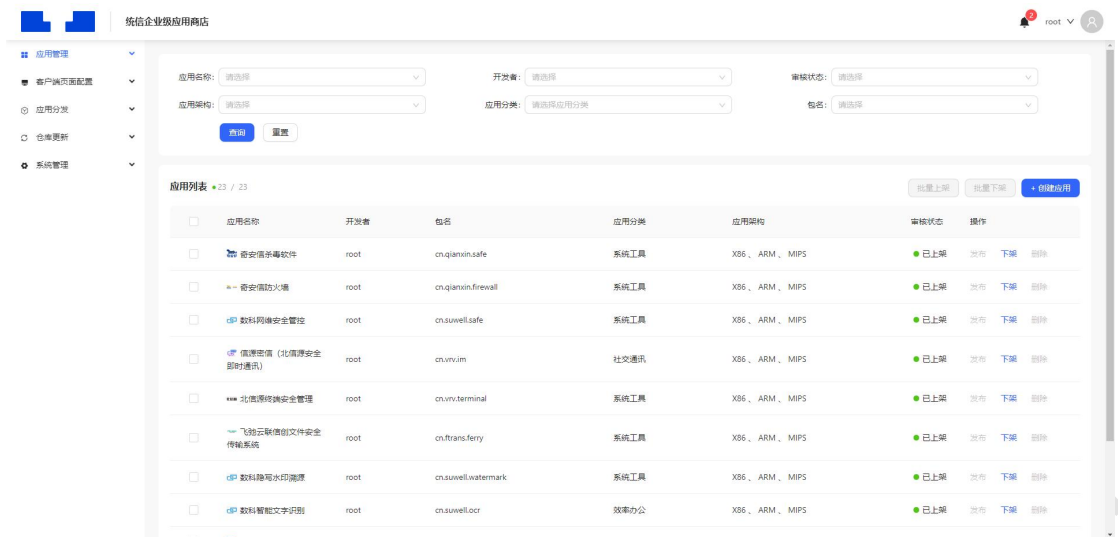 统信企业级应用商店
2
root
应用管理
客户端页面配置
应用分发
仓库更新
系统管理
应用名称: 请选择 开发者: 请选择 审核状态: 请选择
应用架构: 请选择 应用分类: 请选择应用分类 包名: 请选择
查询 重置
应用列表 23 / 23 批量上架 批量下架 + 创建应用
应用名称 开发者 包名 应用分类 应用架构 审核状态 操作
奇安信杀毒软件 root cn.qianxin.safe 系统工具 X86 、 ARM 、 MIPS 已上架 发布 下架 删除
奇安信防火墙 root cn.qianxin.firewall 系统工具 X86 、 ARM 、 MIPS 已上架 发布 下架 删除
数科网维安全管控 root cn.suwell.safe 系统工具 X86 、 ARM 、 MIPS 已上架 发布 下架 删除
信源密信（北信源安全
即时通讯） root cn.vrv.im 社交通讯 X86 、 ARM 、 MIPS 已上架 发布 下架 删除
北信源终端安全管理 root cn.vrv.terminal 系统工具 X86 、 ARM 、 MIPS 已上架 发布 下架 删除
飞驰云联信创文件安全
传输系统 root cn.ftrans.ferry 系统工具 X86 、 ARM 、 MIPS 已上架 发布 下架 删除
数科隐写水印溯源 root cn.suwell.watermark 系统工具 X86 、 ARM 、 MIPS 已上架 发布 下架 删除
数科智能文字识别 root cn.suwell.ocr 效率办公 X86 、 ARM 、 MIPS 已上架 发布 下架 删除